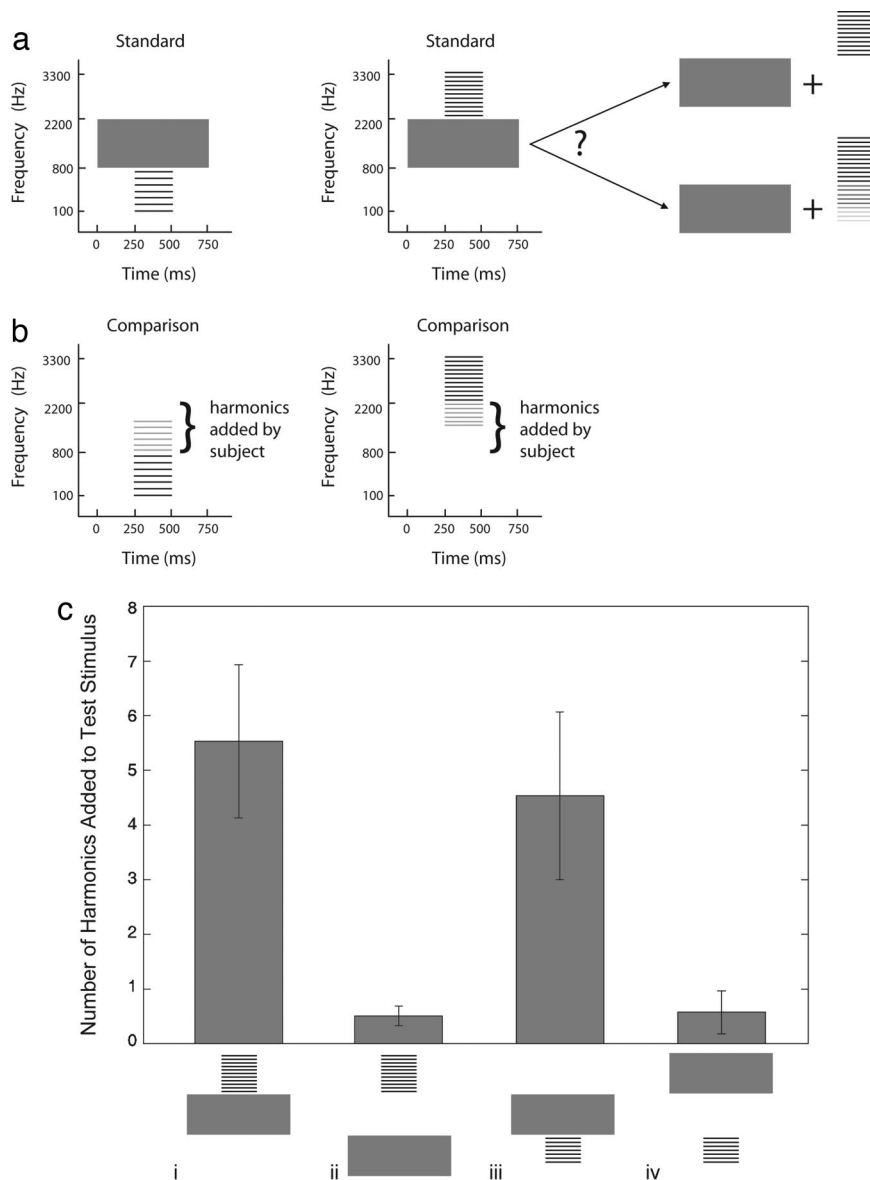 a
Standard
Frequency (Hz)
3300
2200
800
100
0 250 500 750
Time (ms)
Standard
Frequency (Hz)
3300
2200
800
100
0 250 500 750
Time (ms)
?
+
+
b
Comparison
Frequency (Hz)
3300
2200
800
100
harmonics
added by
subject
}
0 250 500 750
Time (ms)
Comparison
Frequency (Hz)
3300
2200
800
100
}
harmonics
added by
subject
0 250 500 750
Time (ms)
c
Number of Harmonics Added to Test Stimulus
8
7
6
5
4
3
2
1
0
i ii iii iv